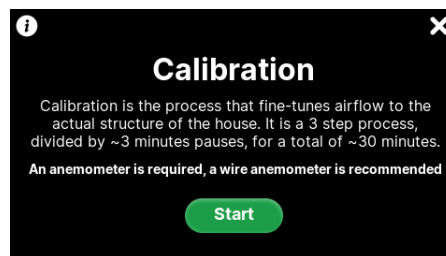 Calibration
Calibration is the process that fine-tunes airflow to the
actual structure of the house. It is a 3 step process,
divided by ~3 minutes pauses, for a total of ~30 minutes.
An anemometer is required, a wire anemometer is recommended
Start